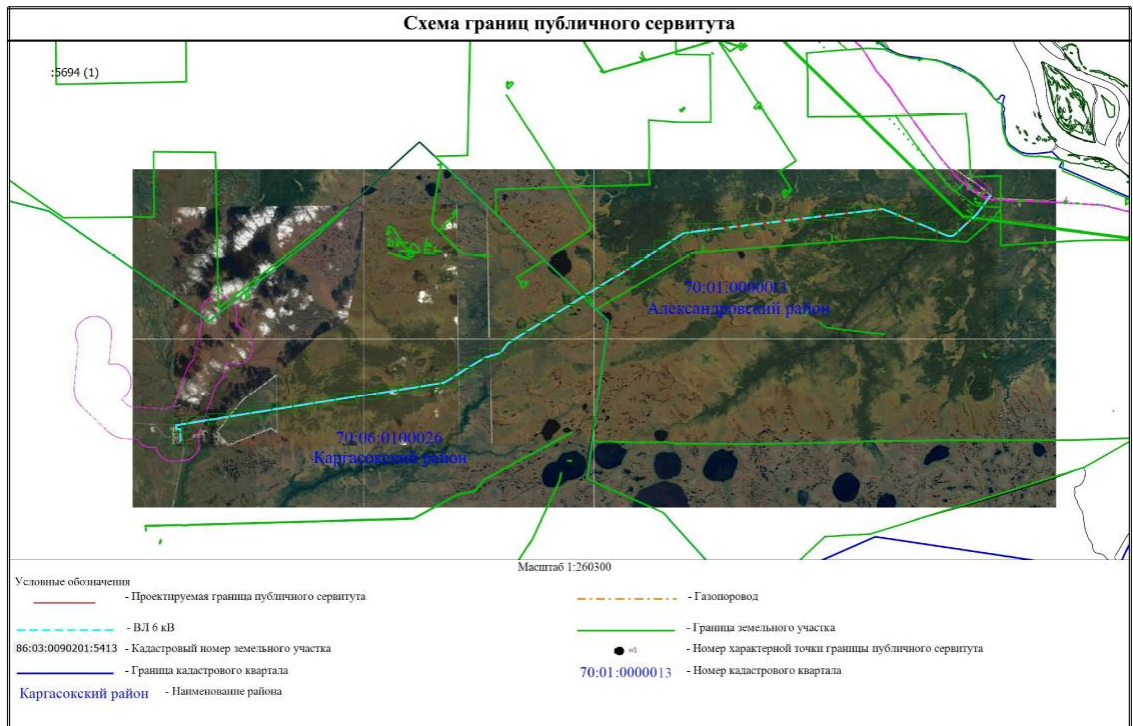 Схема границ публичного сервитута
:5694 (1)
70:01:0000013
Александровский район
70:06:0100026
Каргасокский район
Масштаб 1:260300
Условные обозначения
- Проектируемая граница публичного сервитута
- Газопоровод
- ВЛ 6 кВ
- Граница земельного участка
86:03:0090201:5413 - Кадастровый номер земельного участка
н1 - Номер характерной точки границы публичного сервитута
- Граница кадастрового квартала
70:01:0000013 - Номер кадастрового квартала
Каргасокский район - Наименование района